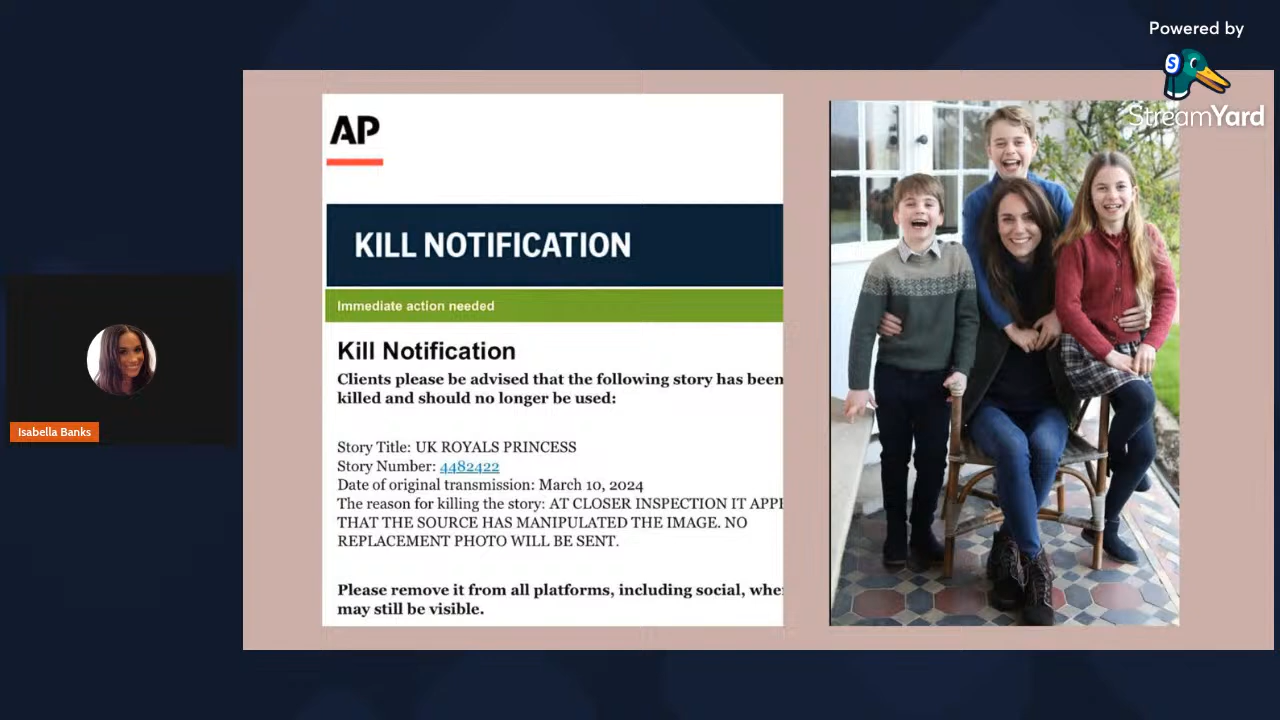 Powered by
S
StreamYard
AP
KILL NOTIFICATION
Immediate action needed
Kill Notification
Clients please be advised that the following story has been
killed and should no longer be used:
Story Title: UK ROYALS PRINCESS
Story Number: 4482422
Date of original transmission: March 10, 2024
The reason for killing the story: AT CLOSER INSPECTION IT APPE
THAT THE SOURCE HAS MANIPULATED THE IMAGE. NO
REPLACEMENT PHOTO WILL BE SENT.
Please remove it from all platforms, including social, whe
may still be visible.
Isabella Banks